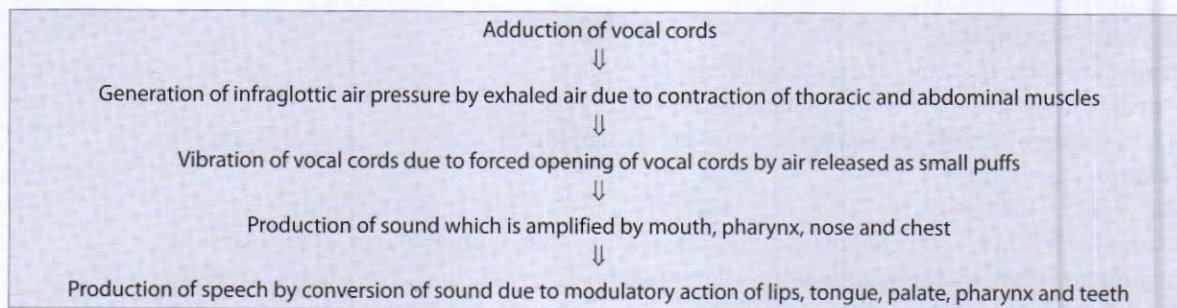 Adduction of vocal cords
⇓
Generation of infraglottic air pressure by exhaled air due to contraction of thoracic and abdominal muscles
⇓
Vibration of vocal cords due to forced opening of vocal cords by air released as small puffs
⇓
Production of sound which is amplified by mouth, pharynx, nose and chest
⇓
Production of speech by conversion of sound due to modulatory action of lips, tongue, palate, pharynx and teeth